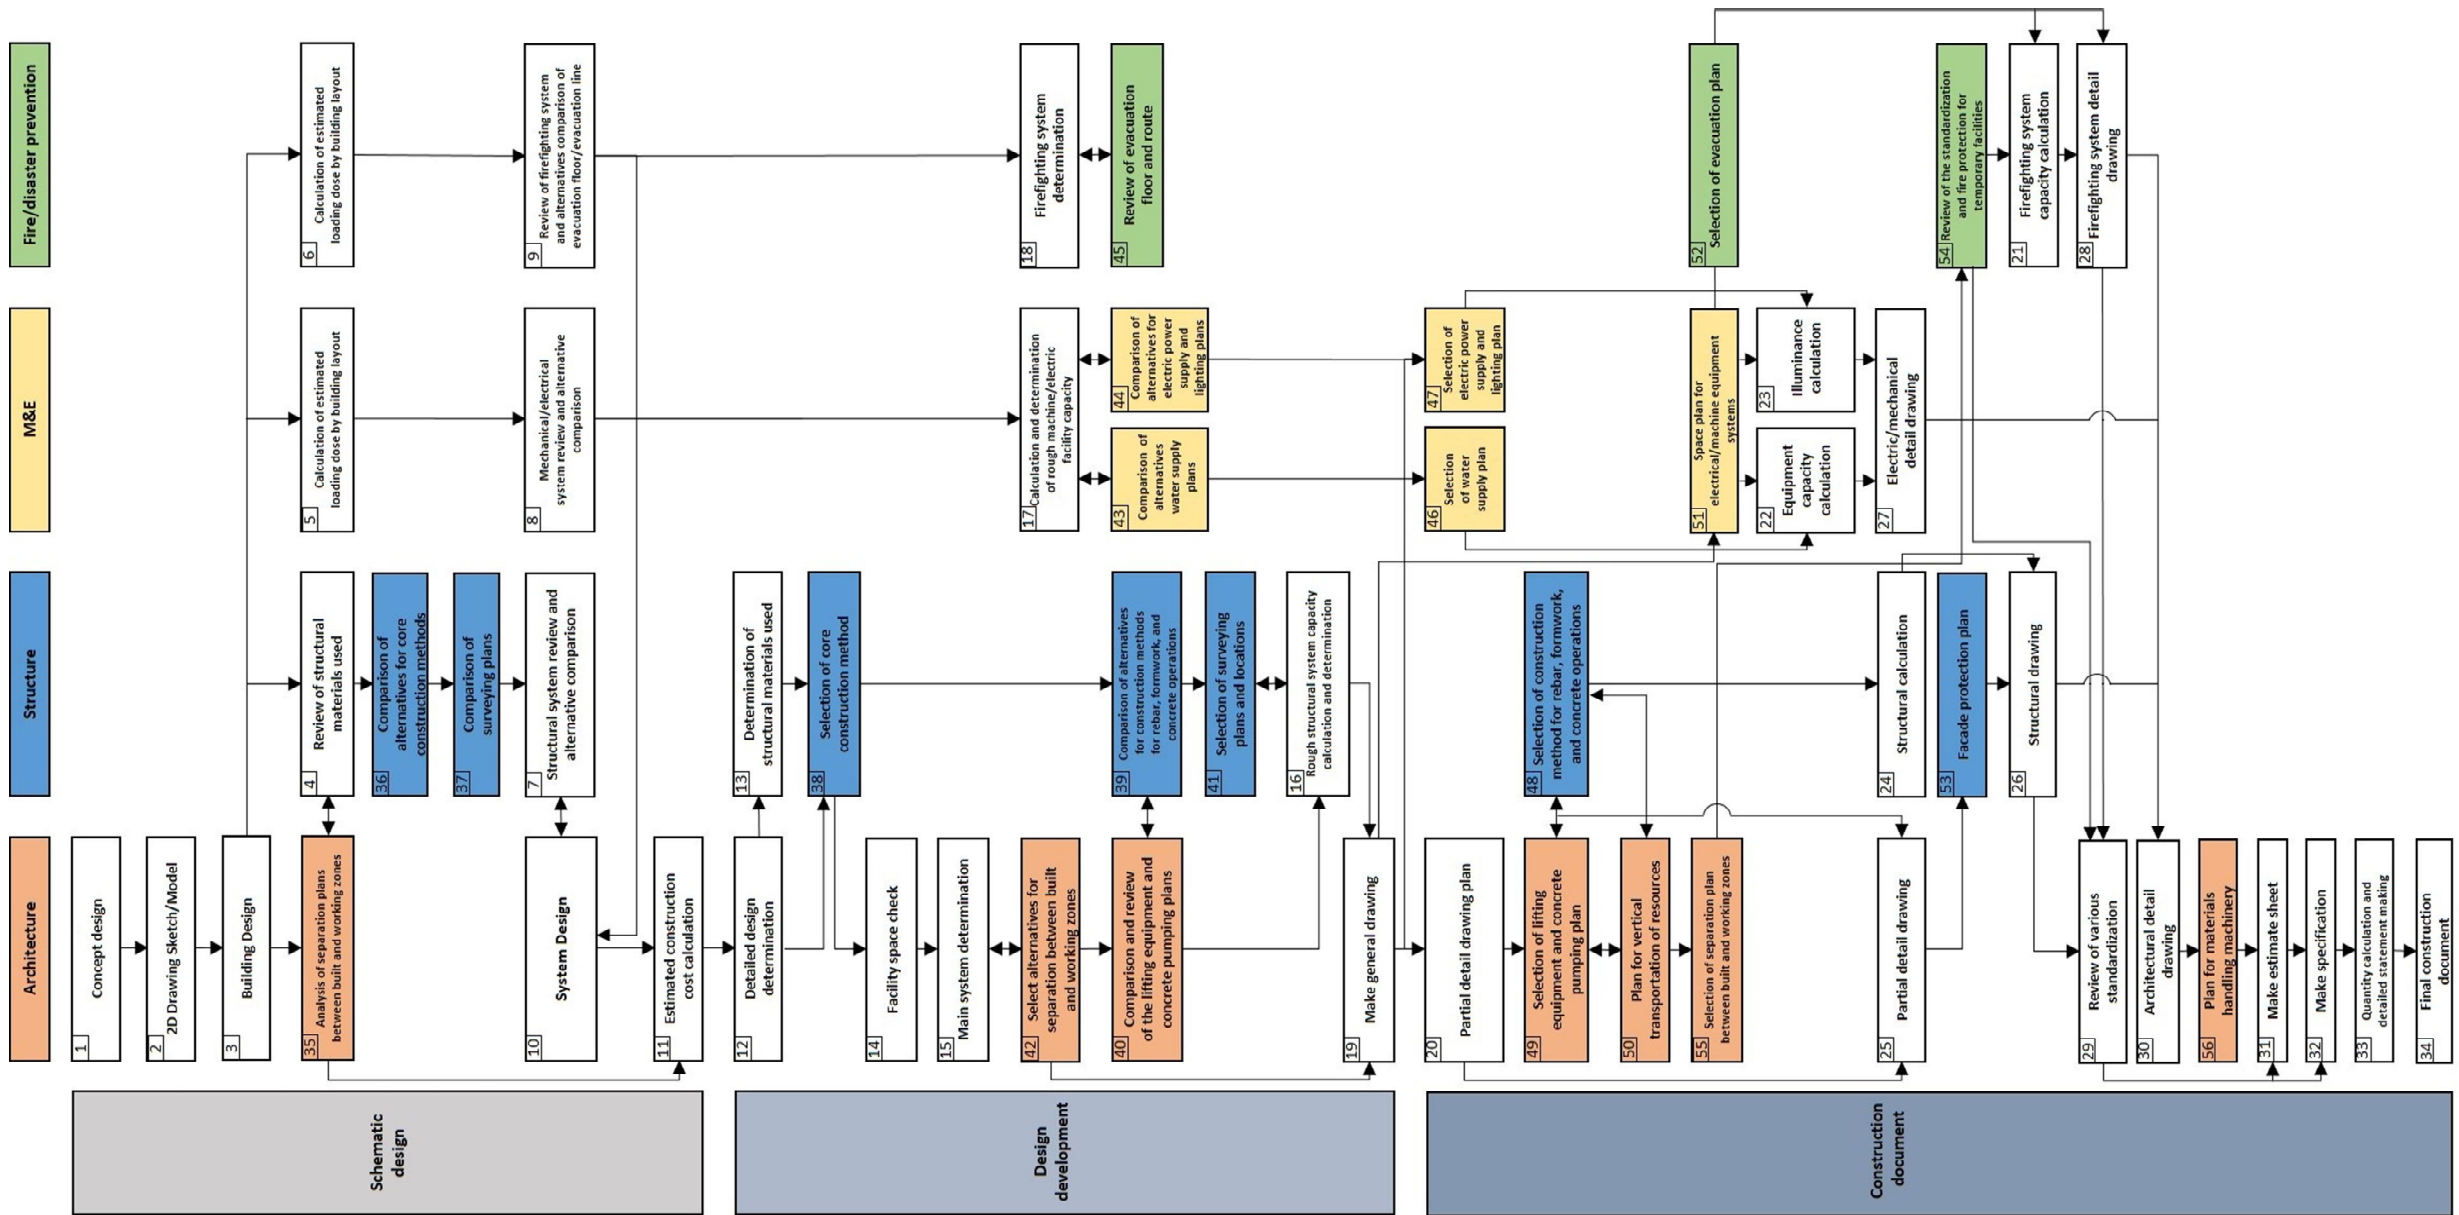 Architecture
Structure
M&E
Fire/disaster prevention
Schematic
design
Design
development
Construction
document
1
Concept design
2
2D Drawing Sketch/Model
3
Building Design
35
Analysis of separation plans
between built and working zones
4
Review of structural
materials used
5
Calculation of estimated
loading dose by building layout
6
Calculation of estimated
loading dose by building layout
36
Comparison of
alternatives for core
construction methods
37
Comparison of
surveying plans
10
System Design
7
Structural system review and
alternative comparison
8
Mechanical/electrical
system review and alternative
comparison
9
Review of firefighting system
and alternatives comparison of
evacuation floor/evacuation line
11
Estimated construction
cost calculation
12
Detailed design
determination
13
Determination of
structural materials used
38
Selection of core
construction method
14
Facility space check
15
Main system determination
42
Select alternatives for
separation between built
and working zones
17
Calculation and determination
of rough machine/electric
facility capacity
18
Firefighting system
determination
40
Comparison and review
of the lifting equipment and
concrete pumping plans
39
Comparison of alternatives
for construction methods
for rebar, formwork, and
concrete operations
43
Comparison of
alternatives
water supply
plans
44
Comparison of
alternatives for
electric power
supply and
lighting plans
45
Review of evacuation
floor and route
41
Selection of surveying
plans and locations
16
Rough structural system capacity
calculation and determination
19
Make general drawing
20
Partial detail drawing plan
46
Selection
of water
supply plan
47
Selection of
electric power
supply and
lighting plan
49
Selection of lifting
equipment and concrete
pumping plan
48
Selection of construction
method for rebar, formwork,
and concrete operations
50
Plan for vertical
transportation of resources
55
Selection of separation plan
between built and working zones
51
Space plan for
electrical/machine equipment
systems
52
Selection of evacuation plan
22
Equipment
capacity
calculation
23
Illuminance
calculation
25
Partial detail drawing
24
Structural calculation
27
Electric/mechanical
detail drawing
53
Facade protection plan
54
Review of the standardization
and fire protection for
temporary facilities
26
Structural drawing
21
Firefighting system
capacity calculation
29
Review of various
standardization
28
Firefighting system detail
drawing
30
Architectural detail
drawing
56
Plan for materials
handling machinery
31
Make estimate sheet
32
Make specification
33
Quantity calculation and
detailed statement making
34
Final construction
document